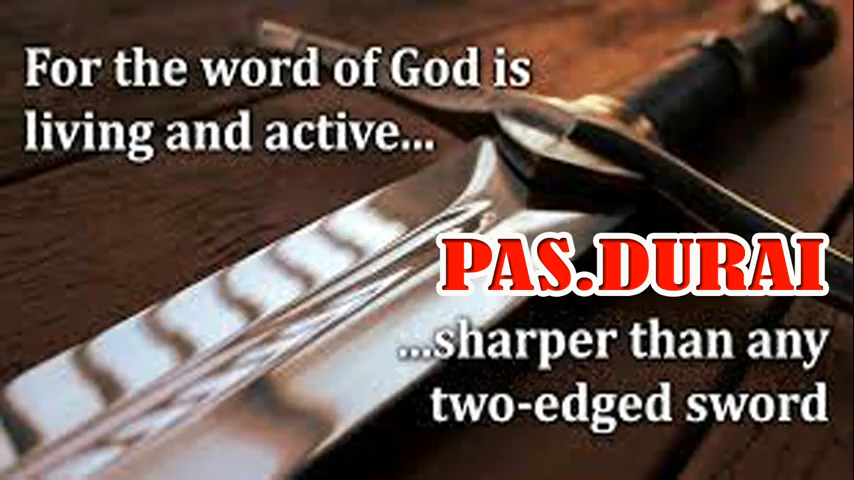 For the word of God is
living and active...
PAS.DURAI
...sharper than any
two-edged sword